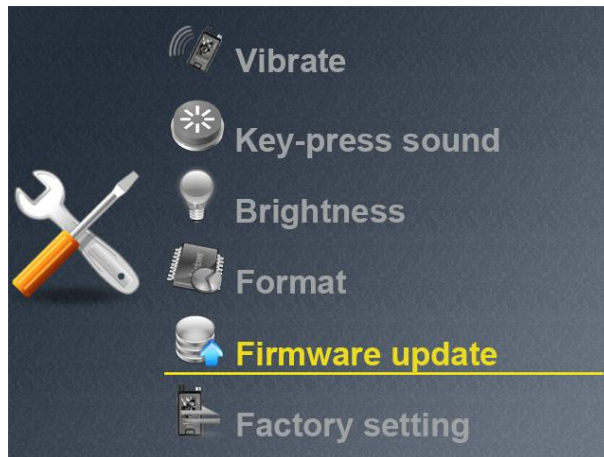 Vibrate
Key-press sound
Brightness
Format
Firmware update
Factory setting